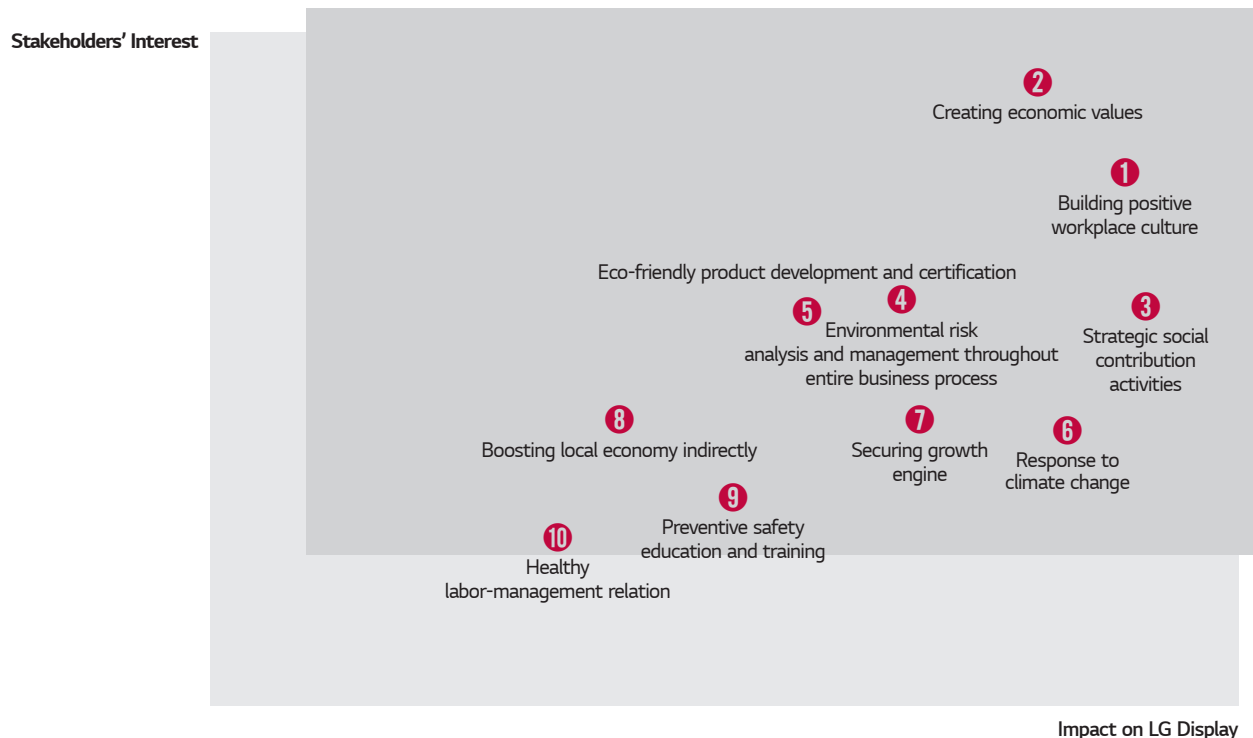 Stakeholders’ Interest
2
Creating economic values
1
Building positive
workplace culture
Eco-friendly product development and certification
5
4
Environmental risk
analysis and management throughout
entire business process
3
Strategic social
contribution
activities
8
Boosting local economy indirectly
7
Securing growth
engine
6
Response to
climate change
9
Preventive safety
education and training
10
Healthy
labor-management relation
Impact on LG Display